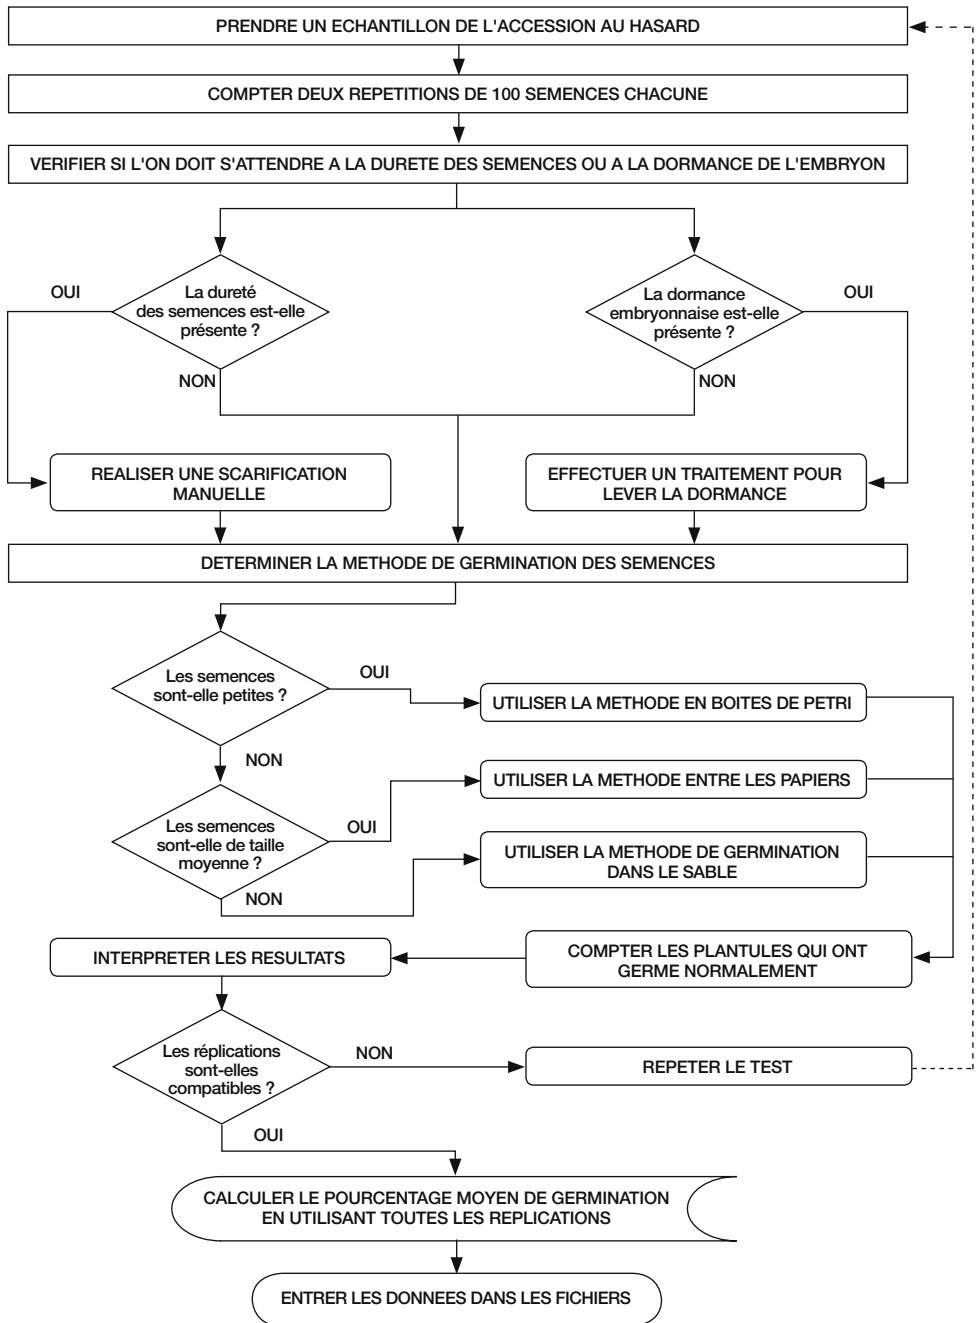 PRENDRE UN ECHANTILLON DE L'ACCESSION AU HASARD
COMPTER DEUX REPETITIONS DE 100 SEMENCES CHACUNE
VERIFIER SI L'ON DOIT S'ATTENDRE A LA DURETE DES SEMENCES OU A LA DORMANCE DE L'EMBRYON
OUI
La dureté
des semences est-elle
présente ?
NON
La dormance
embryonnaise est-elle
présente ?
OUI
NON
REALISER UNE SCARIFICATION
MANUELLE
EFFECTUER UN TRAITEMENT POUR
LEVER LA DORMANCE
DETERMINER LA METHODE DE GERMINATION DES SEMENCES
Les semences
sont-elle petites ?
OUI
UTILISER LA METHODE EN BOITES DE PETRI
NON
Les semences
sont-elle de taille
moyenne ?
OUI
UTILISER LA METHODE ENTRE LES PAPIERS
NON
UTILISER LA METHODE DE GERMINATION
DANS LE SABLE
COMPTER LES PLANTULES QUI ONT
GERME NORMALEMENT
INTERPRETER LES RESULTATS
Les réplications
sont-elles
compatibles ?
NON
REPETER LE TEST
OUI
CALCULER LE POURCENTAGE MOYEN DE GERMINATION
EN UTILISANT TOUTES LES REPLICATIONS
ENTRER LES DONNEES DANS LES FICHIERS